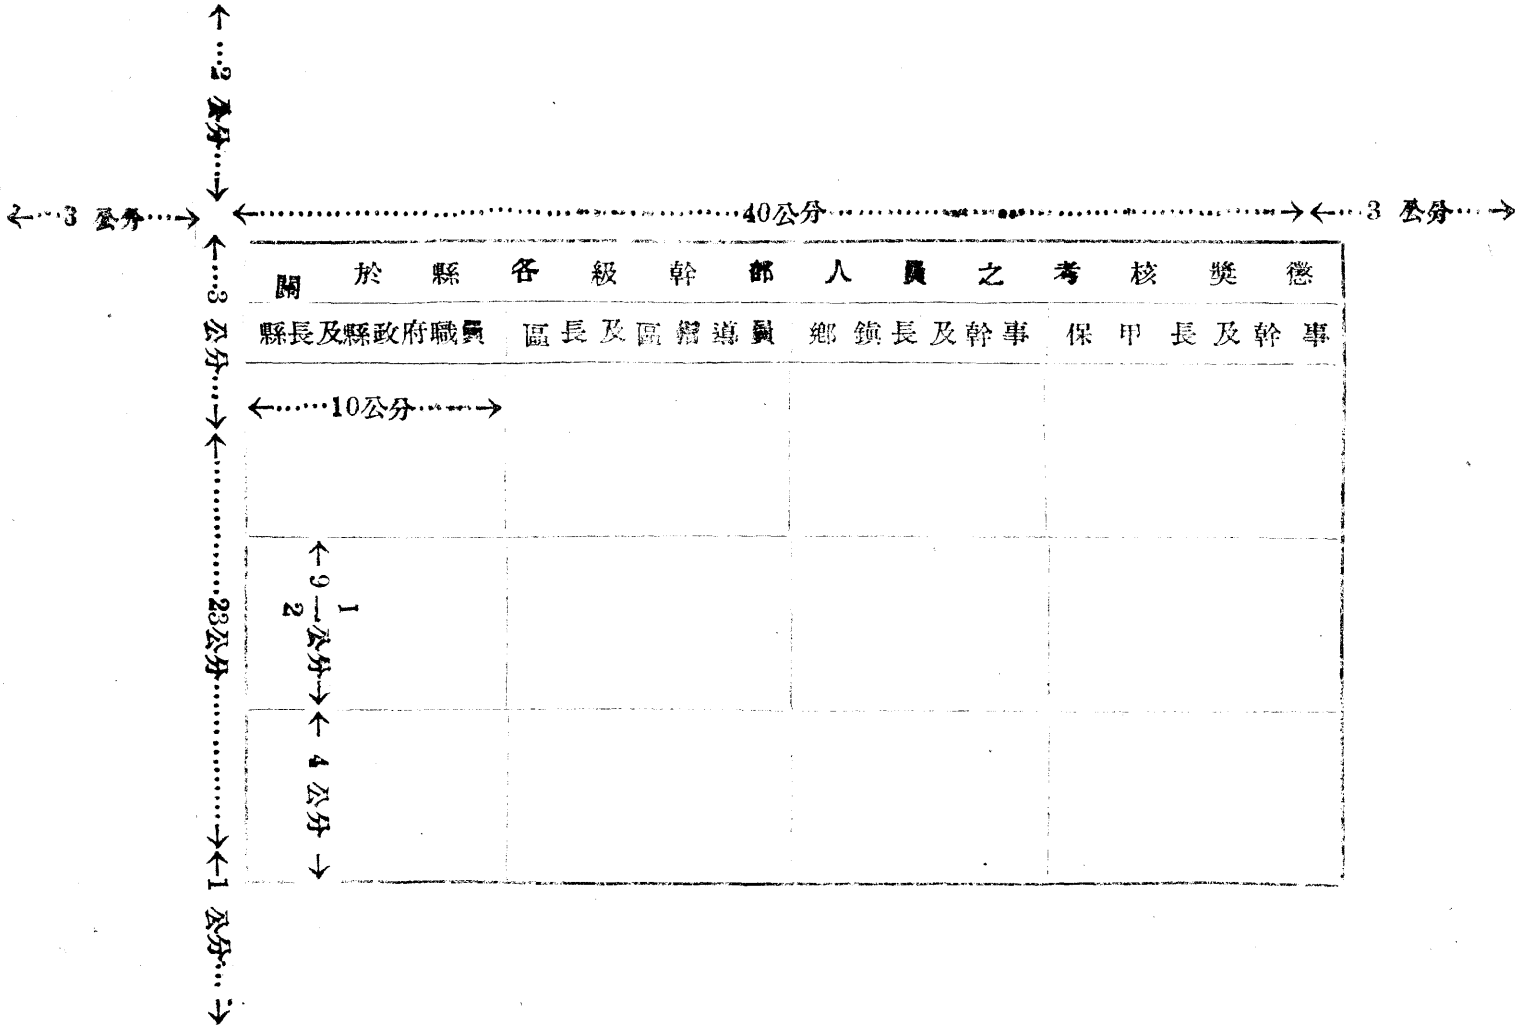 2公分
3公分
40公分
3公分
關於縣各級幹部人員之考核獎懲
3公分
縣長及縣政府職員
區長及區指導員
鄉鎮長及幹事
保甲長及幹事
10公分
23公分
9 1/2公分
4公分
1公分